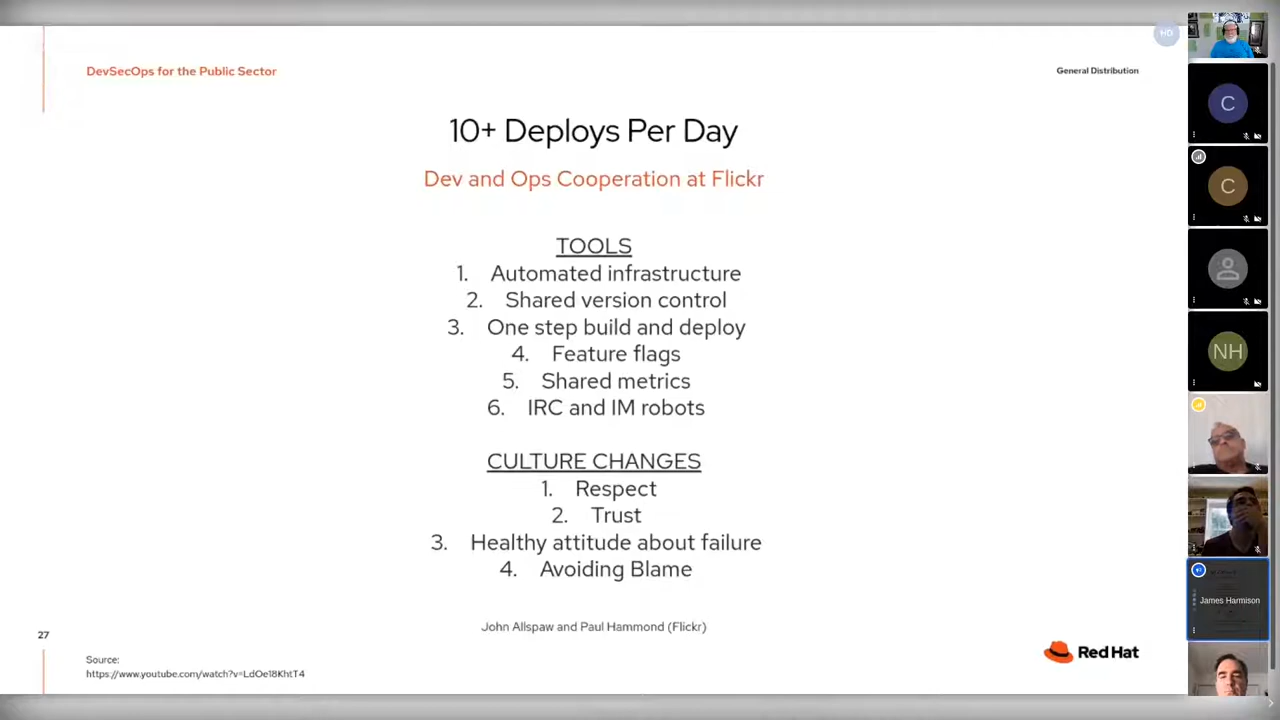 DevSecOps for the Public Sector
General Distribution
HD
10+ Deploys Per Day
Dev and Ops Cooperation at Flickr
TOOLS
1. Automated infrastructure
2. Shared version control
3. One step build and deploy
4. Feature flags
5. Shared metrics
6. IRC and IM robots
CULTURE CHANGES
1. Respect
2. Trust
3. Healthy attitude about failure
4. Avoiding Blame
John Allspaw and Paul Hammond (Flickr)
27
Source:
https://www.youtube.com/watch?v=LdOe18KhtT4
Red Hat
C
C
NH
James Harmison